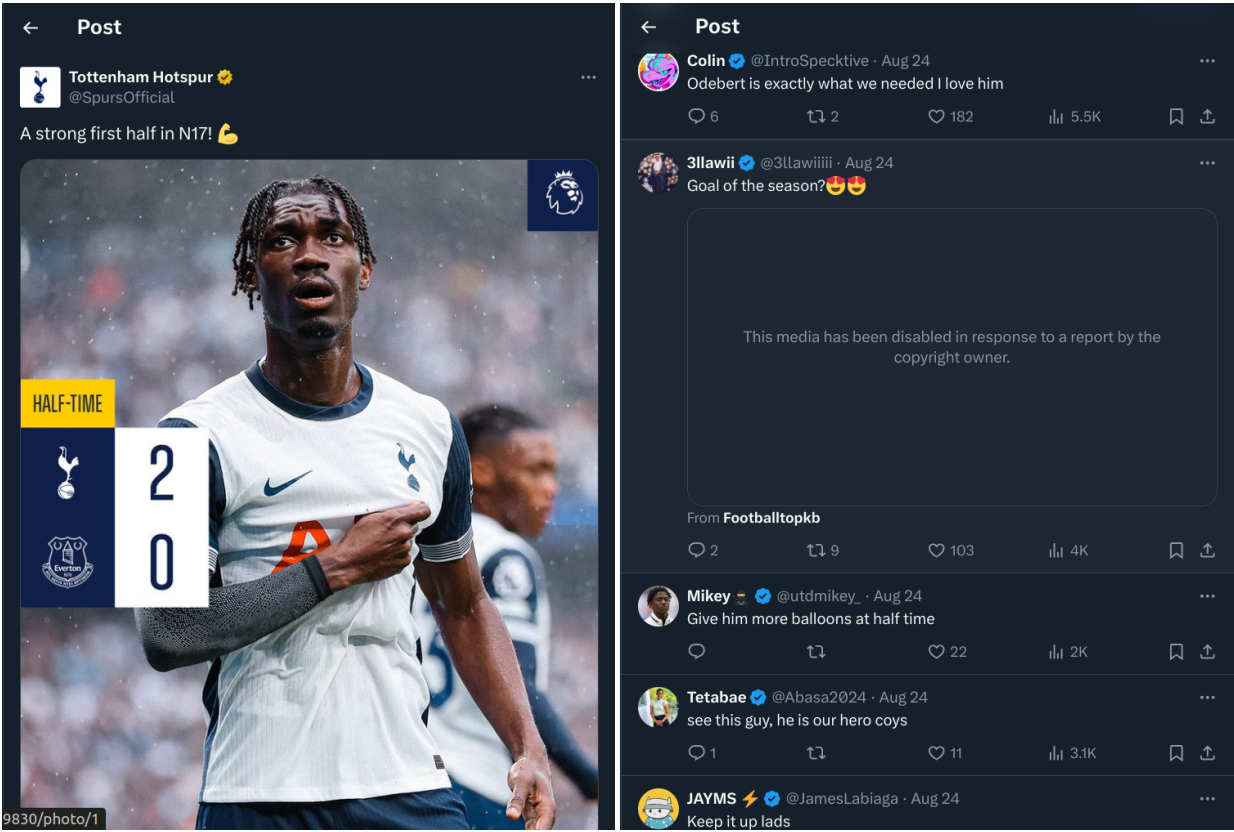 Post
Tottenham Hotspur
@SpursOfficial
A strong first half in N17! 💪
HALF-TIME
2
Everton
0
9830/photo/1
Post
Colin @IntroSpecktive · Aug 24
Odebert is exactly what we needed I love him
6 2 182 5.5K
3llawii @3llawiiiii · Aug 24
Goal of the season?😍😍
This media has been disabled in response to a report by the
copyright owner.
From Footballtopkb
2 9 103 4K
Mikey @utdmikey_ · Aug 24
Give him more balloons at half time
22 2K
Tetabae @Abasa2024 · Aug 24
see this guy, he is our hero coys
1 11 3.1K
JAYMS ⚡ @JamesLabiaga · Aug 24
Keep it up lads